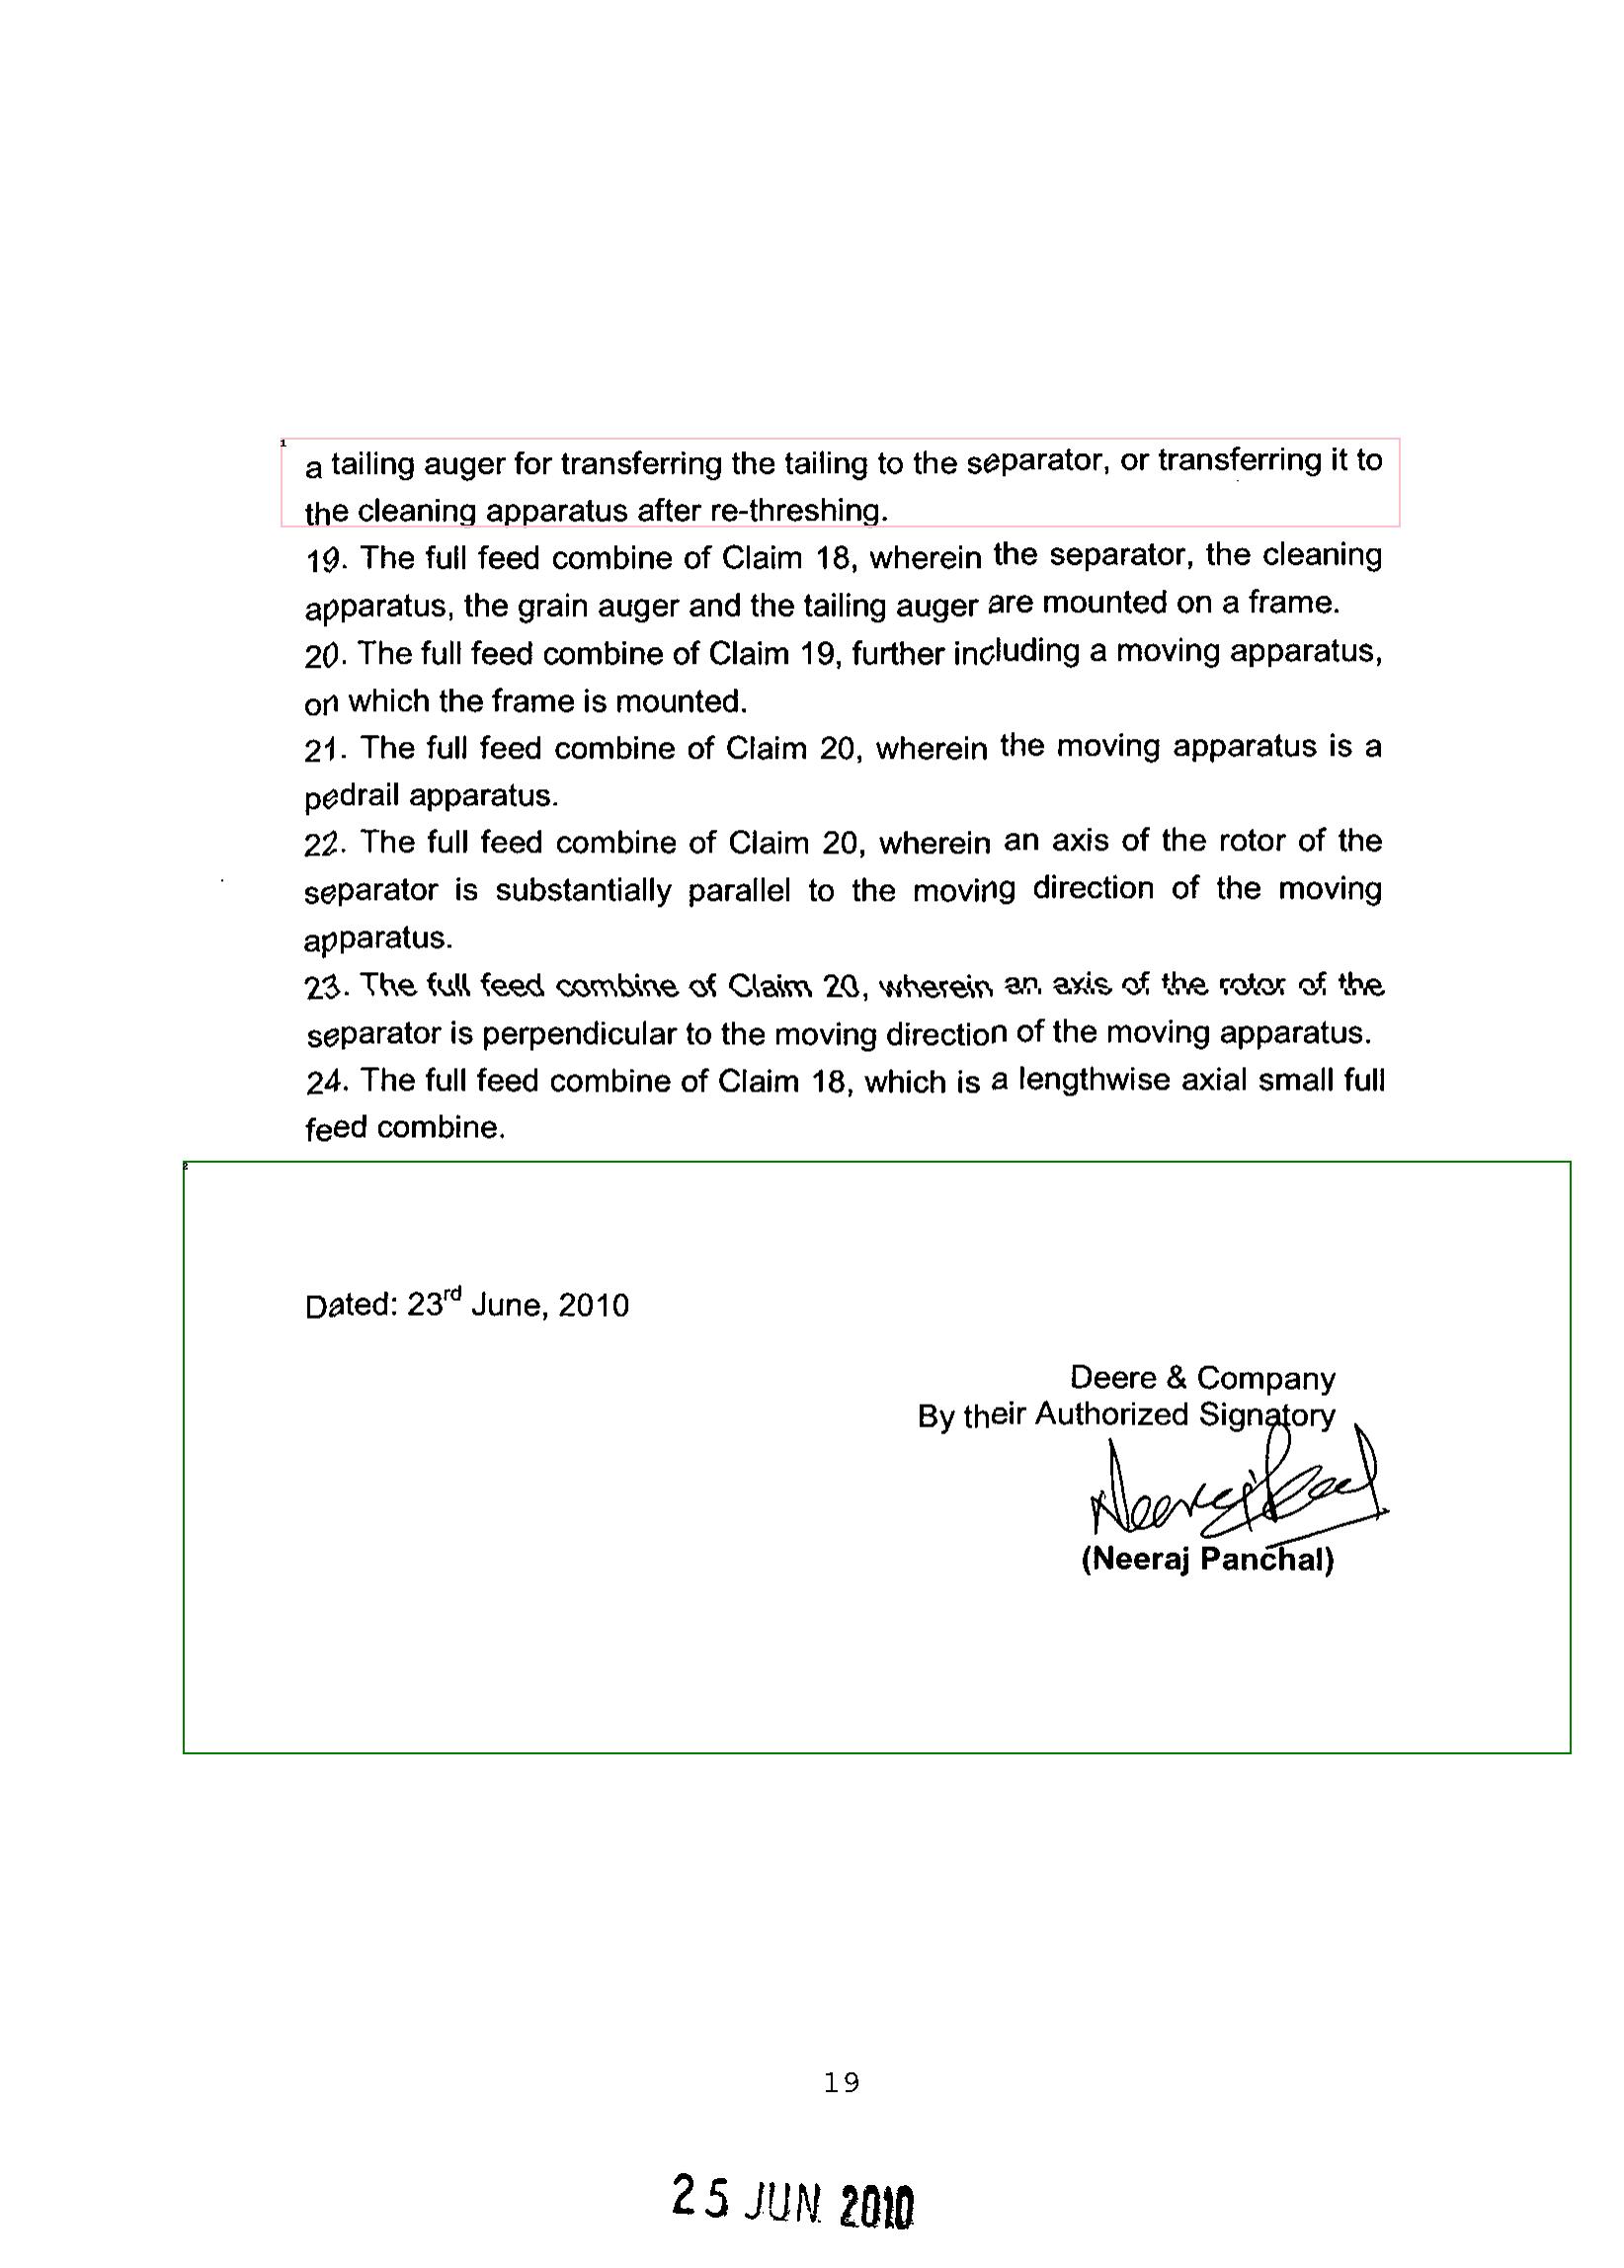 1
a tailing auger for transferring the tailing to the separator, or transferring it to
the cleaning apparatus after re-threshing.
19. The full feed combine of Claim 18, wherein the separator, the cleaning
apparatus, the grain auger and the tailing auger are mounted on a frame.
20. The full feed combine of Claim 19, further including a moving apparatus,
on which the frame is mounted.
21. The full feed combine of Claim 20, wherein the moving apparatus is a
pedrail apparatus.
22. The full feed combine of Claim 20, wherein an axis of the rotor of the
separator is substantially parallel to the moving direction of the moving
apparatus.
23. The full feed combine of Claim 20, wherein an axis of the rotor of the
separator is perpendicular to the moving direction of the moving apparatus.
24. The full feed combine of Claim 18, which is a lengthwise axial small full
feed combine.
2
Dated: 23rd June, 2010
Deere & Company
By their Authorized Signatory
(Neeraj Panchal)
19
25 JUN 2010